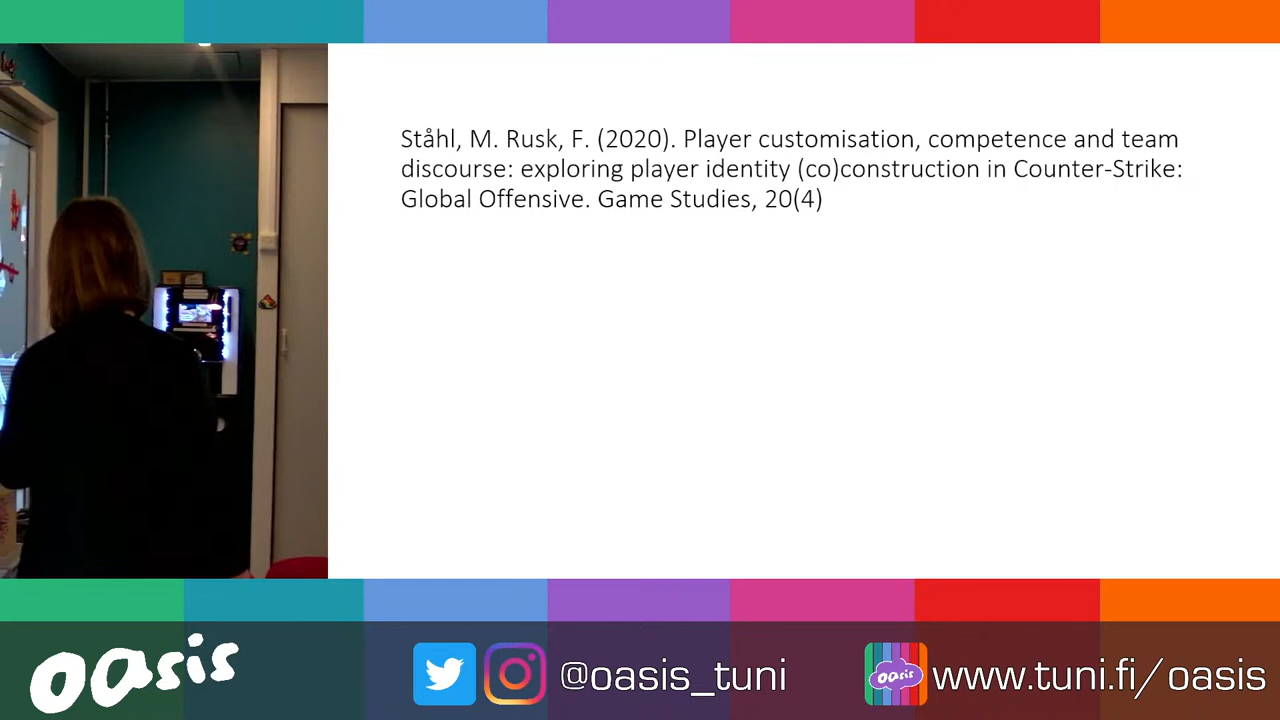 Ståhl, M. Rusk, F. (2020). Player customisation, competence and team
discourse: exploring player identity (co)construction in Counter-Strike:
Global Offensive. Game Studies, 20(4)
oasis
@oasis_tuni
oasis
www.tuni.fi/oasis